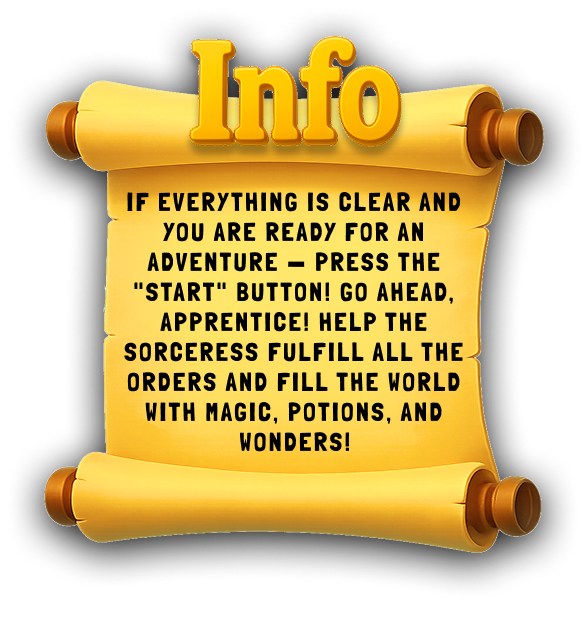 Info
IF EVERYTHING IS CLEAR AND
YOU ARE READY FOR AN
ADVENTURE — PRESS THE
"START" BUTTON! GO AHEAD,
APPRENTICE! HELP THE
SORCERESS FULFILL ALL THE
ORDERS AND FILL THE WORLD
WITH MAGIC, POTIONS, AND
WONDERS!